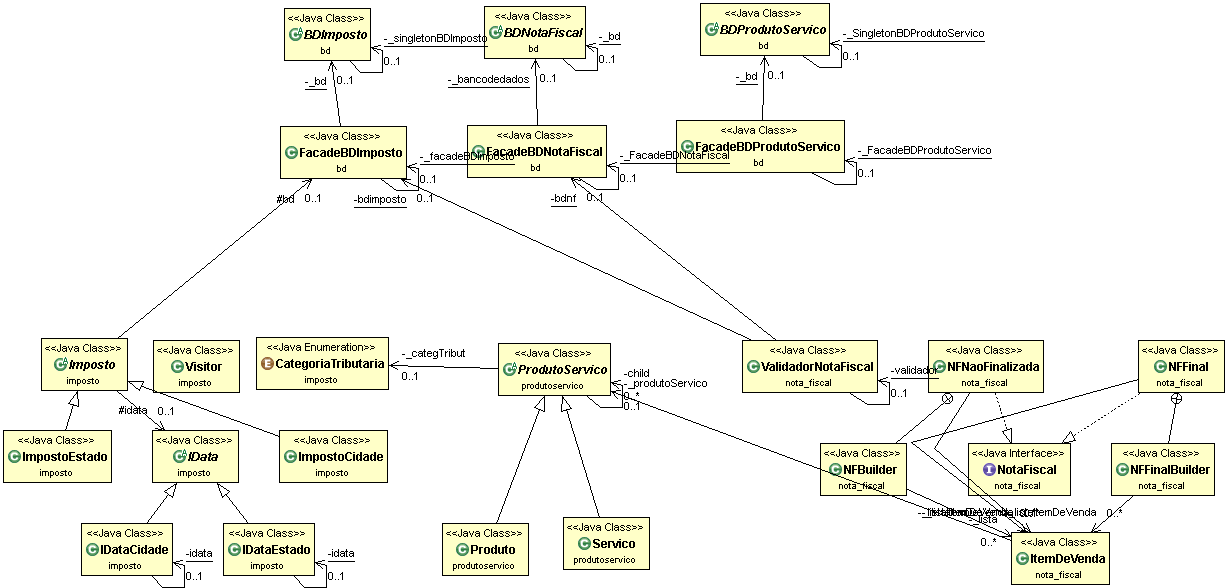 <<Java Class>>
BDImposto
bd
<<Java Class>>
BDNotaFiscal
bd
<<Java Class>>
BDProdutoServico
bd
-_singletonBDImposto
0..1
-_bd
0..1
-_SingletonBDProdutoServico
0..1
-_bd
0..1
-_bancodedados
0..1
-_bd
0..1
<<Java Class>>
FacadeBDImposto
bd
<<Java Class>>
FacadeBDNotaFiscal
bd
<<Java Class>>
FacadeBDProdutoServico
bd
-_facadeBDImposto
0..1
-_FacadeBDNotaFiscal
0..1
-_FacadeBDProdutoServico
0..1
#bd
0..1
-bdimposto
0..1
-bdnf
0..1
<<Java Class>>
Imposto
imposto
<<Java Class>>
Visitor
imposto
<<Java Enumeration>>
CategoriaTributaria
imposto
-_categTribut
0..1
<<Java Class>>
ProdutoServico
produtoservico
-child
-_produtoServico
0..*
0..1
<<Java Class>>
ValidadorNotaFiscal
nota_fiscal
-validador
0..1
<<Java Class>>
NFNaoFinalizada
nota_fiscal
<<Java Class>>
NFFinal
nota_fiscal
#idata
0..1
<<Java Class>>
ImpostoEstado
imposto
<<Java Class>>
IData
imposto
<<Java Class>>
ImpostoCidade
imposto
<<Java Class>>
NFBuilder
nota_fiscal
<<Java Interface>>
NotaFiscal
nota_fiscal
<<Java Class>>
NFFinalBuilder
nota_fiscal
0..*
-_lista
0..*
<<Java Class>>
IDataCidade
imposto
-idata
0..1
<<Java Class>>
IDataEstado
imposto
-idata
0..1
<<Java Class>>
Produto
produtoservico
<<Java Class>>
Servico
produtoservico
<<Java Class>>
ItemDeVenda
nota_fiscal